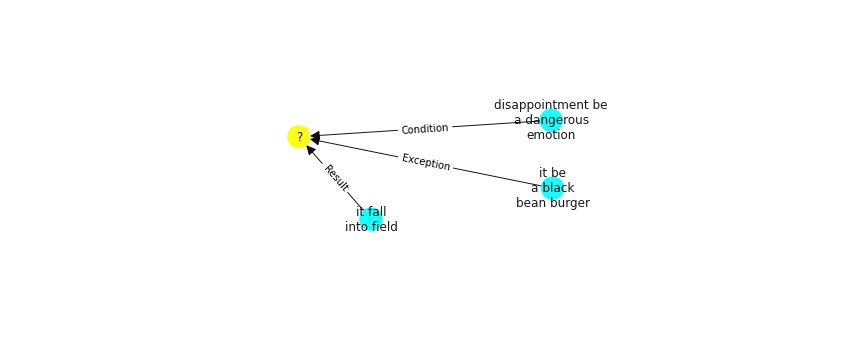 disappointment be
a dangerous
emotion
Condition
?
Exception
it be
a black
bean burger
Result
it fall
into field